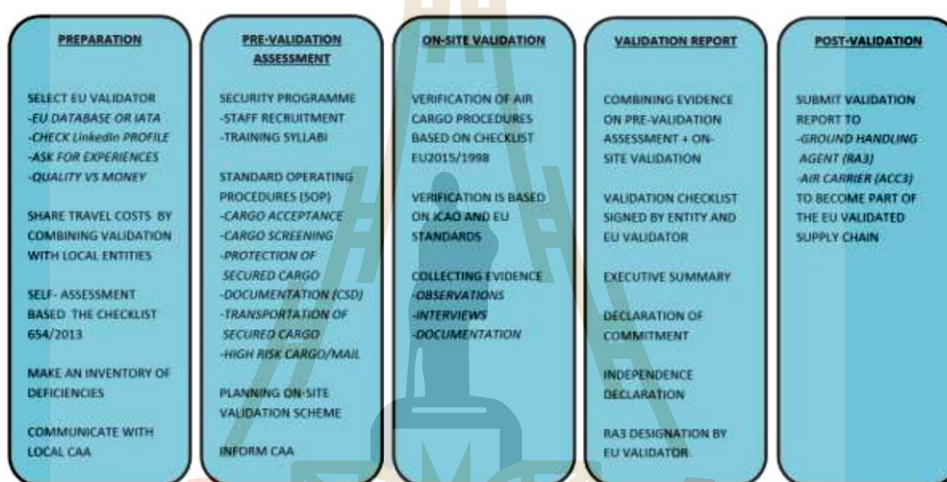 PREPARATION
SELECT EU VALIDATOR
-EU DATABASE OR IATA
-CHECK LinkedIn PROFILE
-ASK FOR EXPERIENCES
-QUALITY VS MONEY
SHARE TRAVEL COSTS BY
COMBINING VALIDATION
WITH LOCAL ENTITIES
SELF- ASSESSMENT
BASED THE CHECKLIST
654/2013
MAKE AN INVENTORY OF
DEFICIENCIES
COMMUNICATE WITH
LOCAL CAA
PRE-VALIDATION
ASSESSMENT
SECURITY PROGRAMME
-STAFF RECRUITMENT
-TRAINING SYLLABI
STANDARD OPERATING
PROCEDURES (SOP)
-CARGO ACCEPTANCE
-CARGO SCREENING
-PROTECTION OF
SECURED CARGO
-DOCUMENTATION (CSD)
-TRANSPORTATION OF
SECURED CARGO
-HIGH RISK CARGO/MAIL
PLANNING ON-SITE
VALIDATION SCHEME
INFORM CAA
ON-SITE VALIDATION
VERIFICATION OF AIR
CARGO PROCEDURES
BASED ON CHECKLIST
EU2015/1998
VERIFICATION IS BASED
ON ICAO AND EU
STANDARDS
COLLECTING EVIDENCE
-OBSERVATIONS
-INTERVIEWS
-DOCUMENTATION
VALIDATION REPORT
COMBINING EVIDENCE
ON PRE-VALIDATION
ASSESSMENT + ON-
SITE VALIDATION
VALIDATION CHECKLIST
SIGNED BY ENTITY AND
EU VALIDATOR
EXECUTIVE SUMMARY
DECLARATION OF
COMMITMENT
INDEPENDENCE
DECLARATION
RA3 DESIGNATION BY
EU VALIDATOR
POST-VALIDATION
SUBMIT VALIDATION
REPORT TO
-GROUND HANDLING
AGENT (RA3)
-AIR CARRIER (ACC3)
TO BECOME PART OF
THE EU VALIDATED
SUPPLY CHAIN